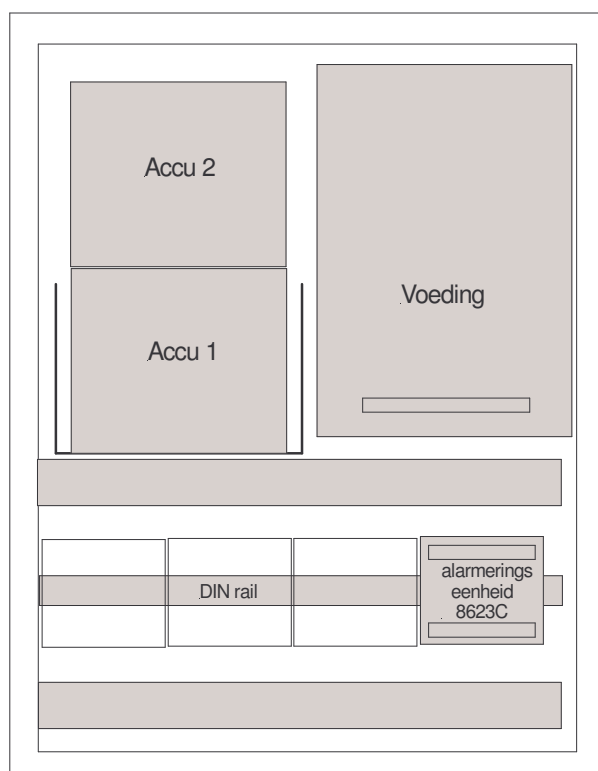 Accu 2
Voeding
Accu 1
DIN rail
alarmerings
eenheid
8623C